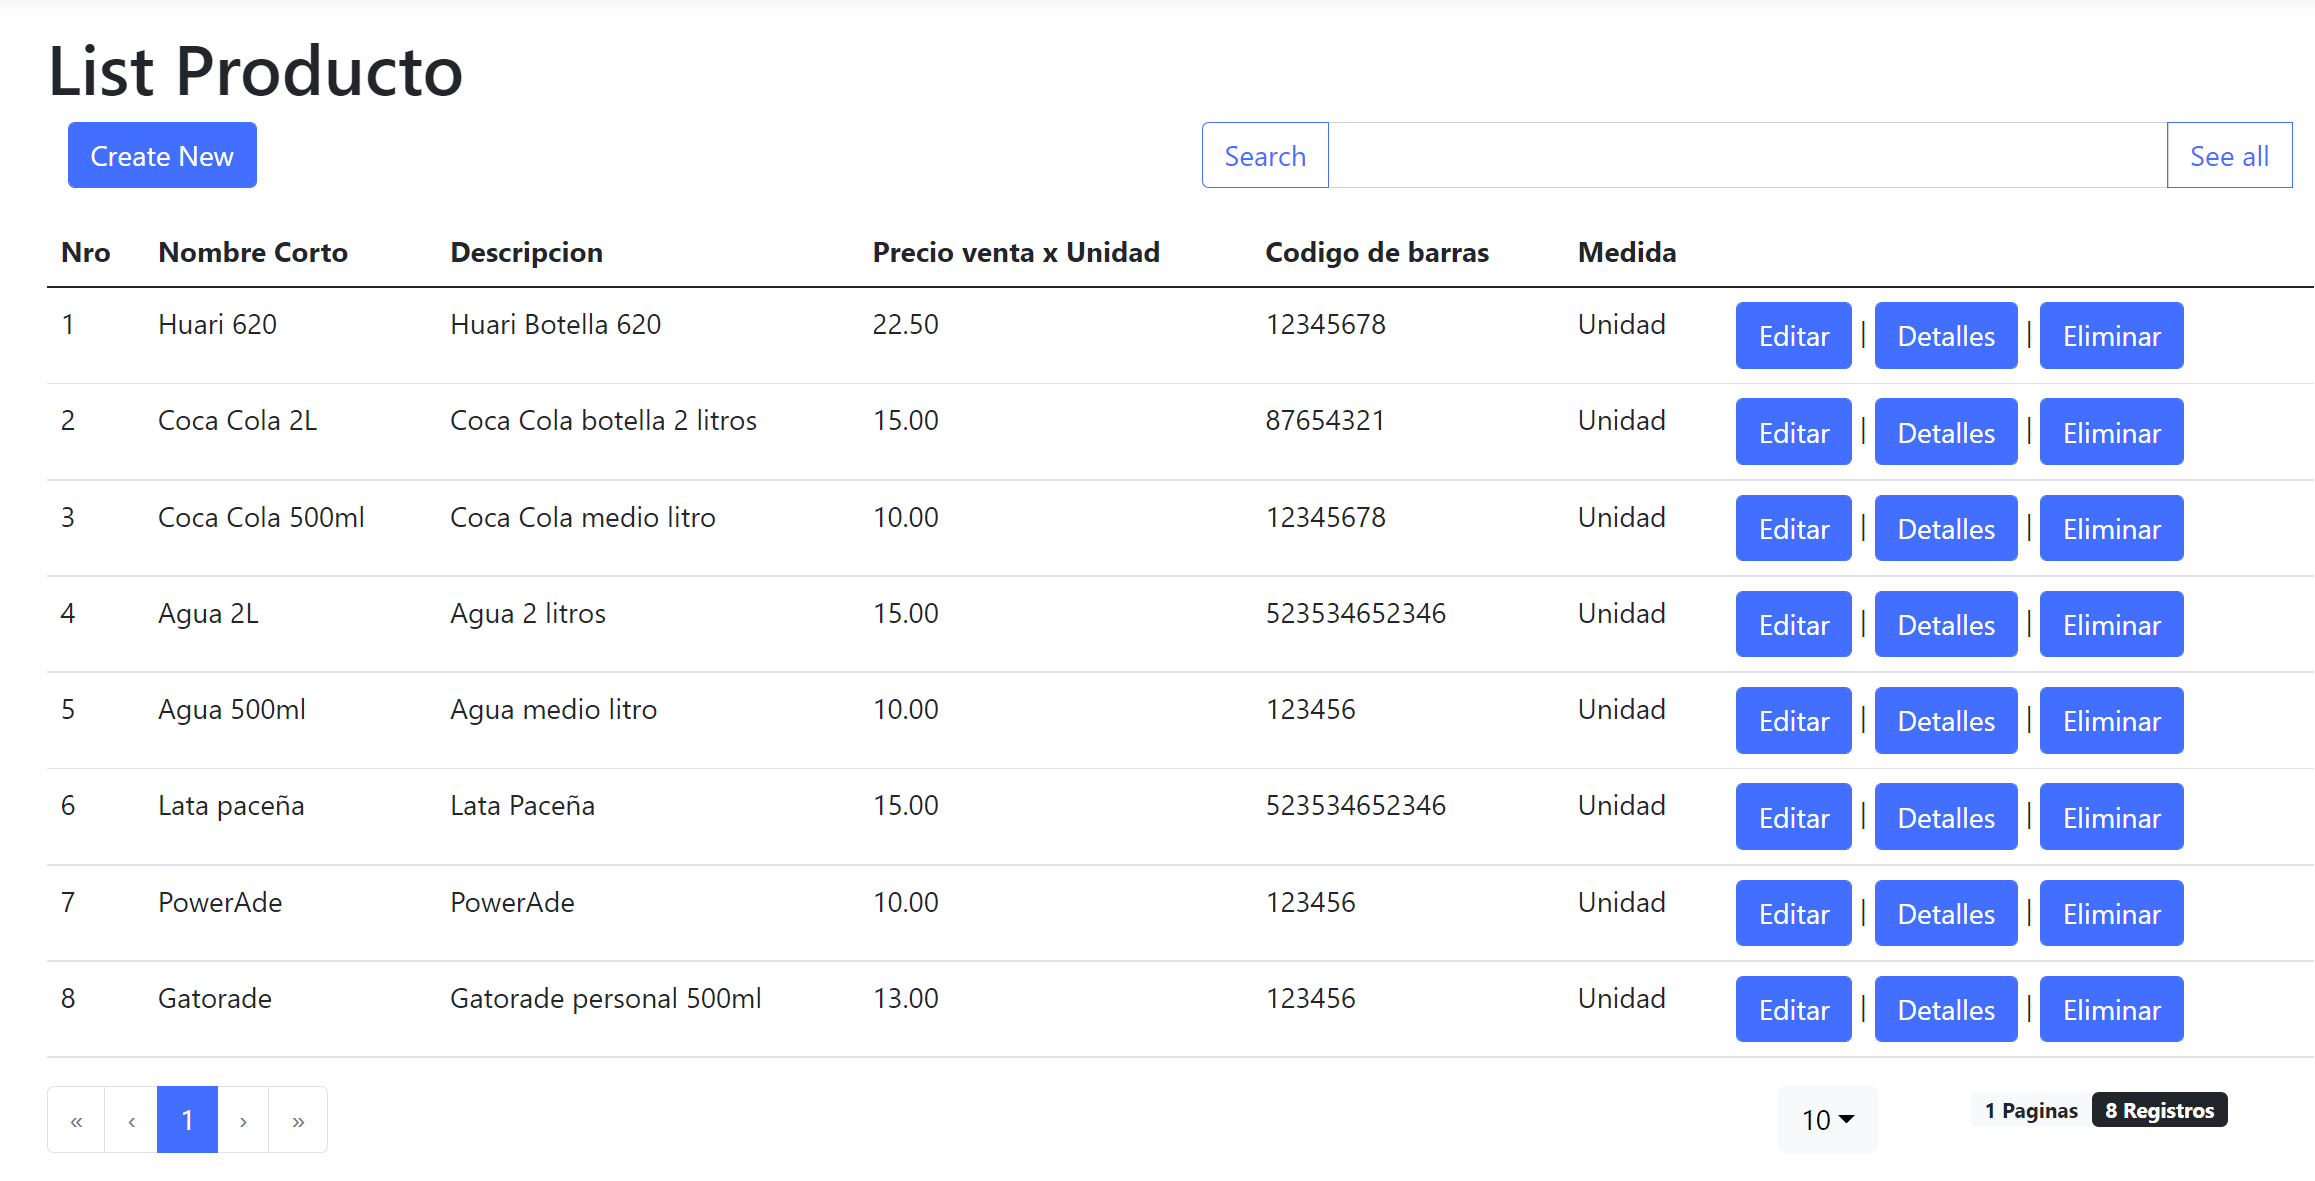 List Producto
Create New Search See all
Nro Nombre Corto Descripcion Precio venta x Unidad Codigo de barras Medida
1 Huari 620 Huari Botella 620 22.50 12345678 Unidad Editar | Detalles | Eliminar
2 Coca Cola 2L Coca Cola botella 2 litros 15.00 87654321 Unidad Editar | Detalles | Eliminar
3 Coca Cola 500ml Coca Cola medio litro 10.00 12345678 Unidad Editar | Detalles | Eliminar
4 Agua 2L Agua 2 litros 15.00 523534652346 Unidad Editar | Detalles | Eliminar
5 Agua 500ml Agua medio litro 10.00 123456 Unidad Editar | Detalles | Eliminar
6 Lata paceña Lata Paceña 15.00 523534652346 Unidad Editar | Detalles | Eliminar
7 PowerAde PowerAde 10.00 123456 Unidad Editar | Detalles | Eliminar
8 Gatorade Gatorade personal 500ml 13.00 123456 Unidad Editar | Detalles | Eliminar
« ‹ 1 › » 10 1 Paginas 8 Registros